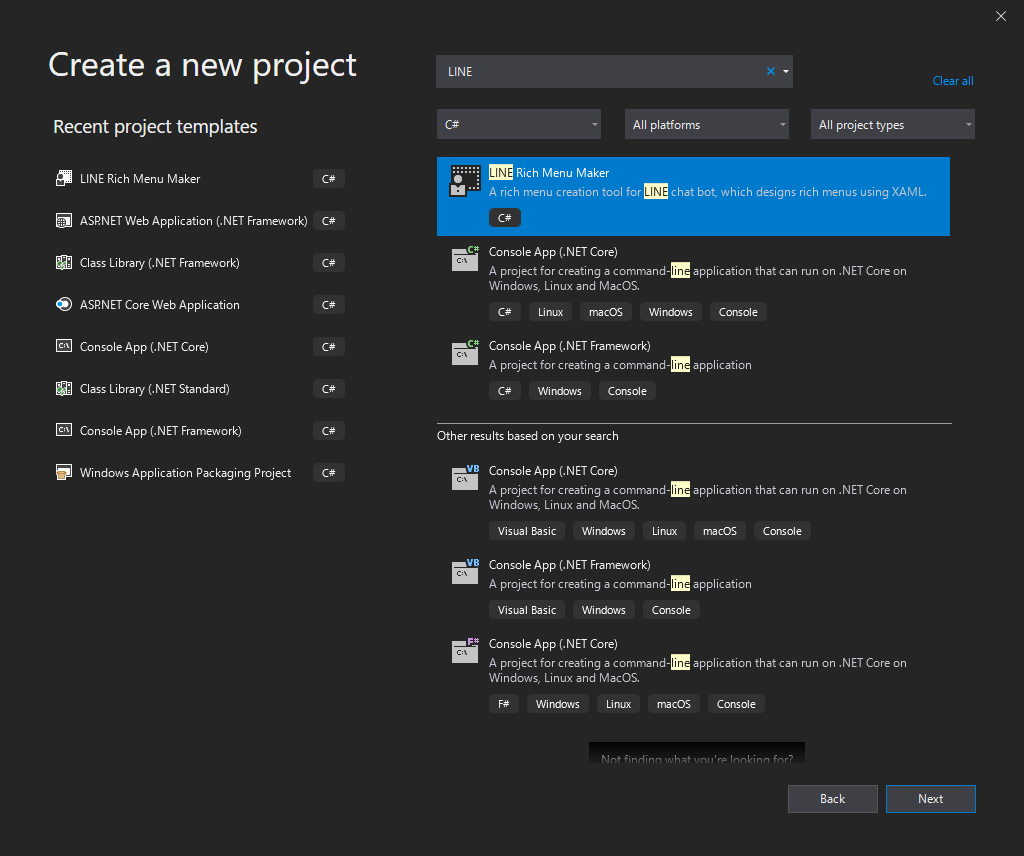 Create a new project
Recent project templates
LINE Rich Menu Maker C#
ASP.NET Web Application (.NET Framework) C#
Class Library (.NET Framework) C#
ASP.NET Core Web Application C#
Console App (.NET Core) C#
Class Library (.NET Standard) C#
Console App (.NET Framework) C#
Windows Application Packaging Project C#
LINE
Clear all
C# All platforms All project types
LINE Rich Menu Maker
A rich menu creation tool for LINE chat bot, which designs rich menus using XAML.
C#
C#
C:\
Console App (.NET Core)
A project for creating a command-line application that can run on .NET Core on
Windows, Linux and MacOS.
C# Linux macOS Windows Console
C#
C:\
Console App (.NET Framework)
A project for creating a command-line application
C# Windows Console
Other results based on your search
VB
C:\
Console App (.NET Core)
A project for creating a command-line application that can run on .NET Core on
Windows, Linux and MacOS.
Visual Basic Windows Linux macOS Console
VB
C:\
Console App (.NET Framework)
A project for creating a command-line application
Visual Basic Windows Console
F#
C:\
Console App (.NET Core)
A project for creating a command-line application that can run on .NET Core on
Windows, Linux and MacOS.
F# Windows Linux macOS Console
Not finding what you're looking for?
Back Next